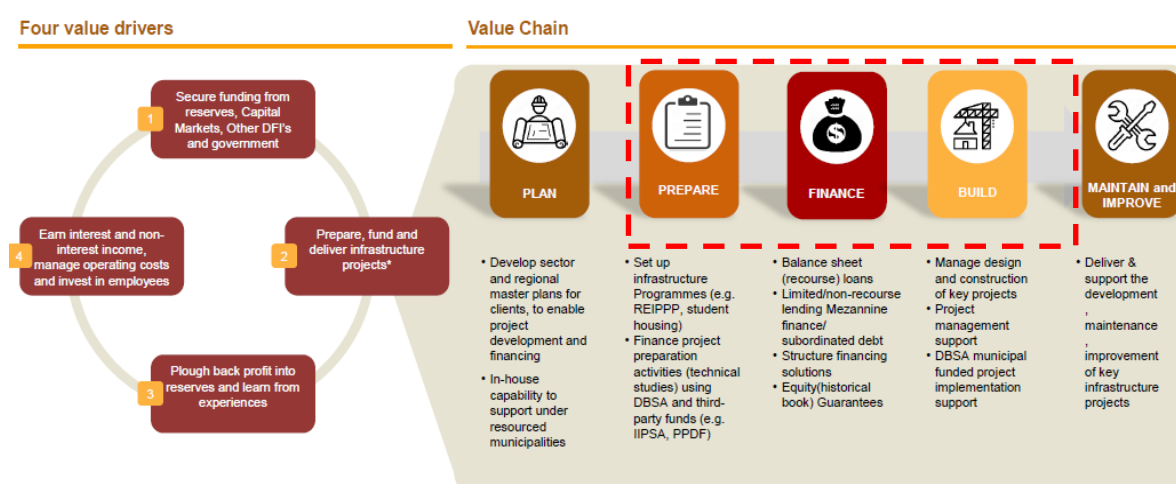 Four value drivers
1
Secure funding from
reserves, Capital
Markets, Other DFI's
and government
2
Prepare, fund and
deliver infrastructure
projects*
3
Plough back profit into
reserves and learn from
experiences
4
Earn interest and non-
interest income,
manage operating costs
and invest in employees
Value Chain
PLAN
• Develop sector
and regional
master plans for
clients, to enable
project
development and
financing
• In-house
capability to
support under
resourced
municipalities
PREPARE
• Set up
infrastructure
Programmes (e.g.
REIPPP, student
housing)
• Finance project
preparation
activities (technical
studies) using
DBSA and third-
party funds (e.g.
IIPSA, PPDF)
$
FINANCE
• Balance sheet
(recourse) loans
• Limited/non-recourse
lending Mezannine
finance/
subordinated debt
• Structure financing
solutions
• Equity(historical
book) Guarantees
BUILD
• Manage design
and construction
of key projects
• Project
management
support
• DBSA municipal
funded project
implementation
support
MAINTAIN and
IMPROVE
• Deliver &
support the
development
,
maintenance
,
improvement
of key
infrastructure
projects